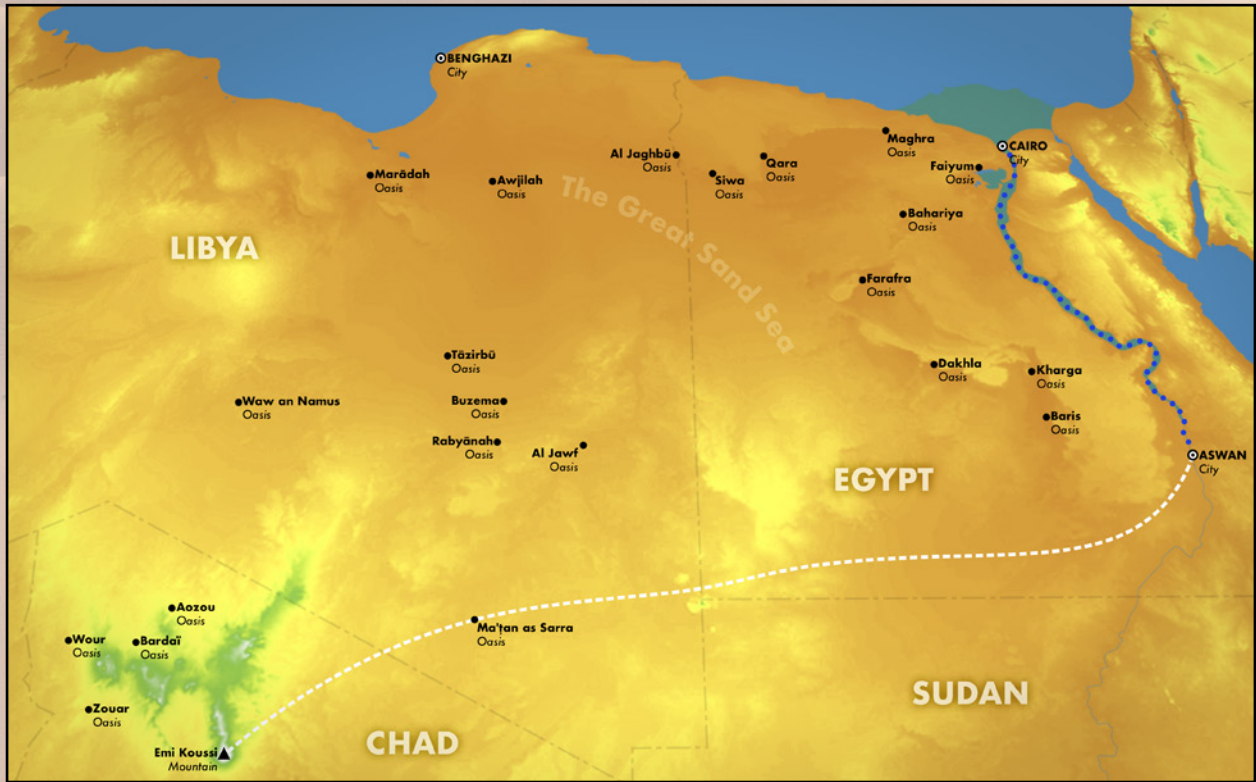 BENGHAZI
City
Al Jaghbū
Oasis
Siwa
Oasis
Qara
Oasis
Maghra
Oasis
CAIRO
City
Faiyum
Oasis
Marādah
Oasis
Awjilah
Oasis
The Great Sand Sea
Bahariya
Oasis
LIBYA
Farafra
Oasis
Tāzirbū
Oasis
Dakhla
Oasis
Kharga
Oasis
Waw an Namus
Oasis
Buzema
Oasis
Baris
Oasis
Rabyānah
Oasis
Al Jawf
Oasis
ASWAN
City
EGYPT
Aozou
Oasis
Wour
Oasis
Bardaï
Oasis
Ma'ṭan as Sarra
Oasis
Zouar
Oasis
SUDAN
Emi Koussi
Mountain
CHAD